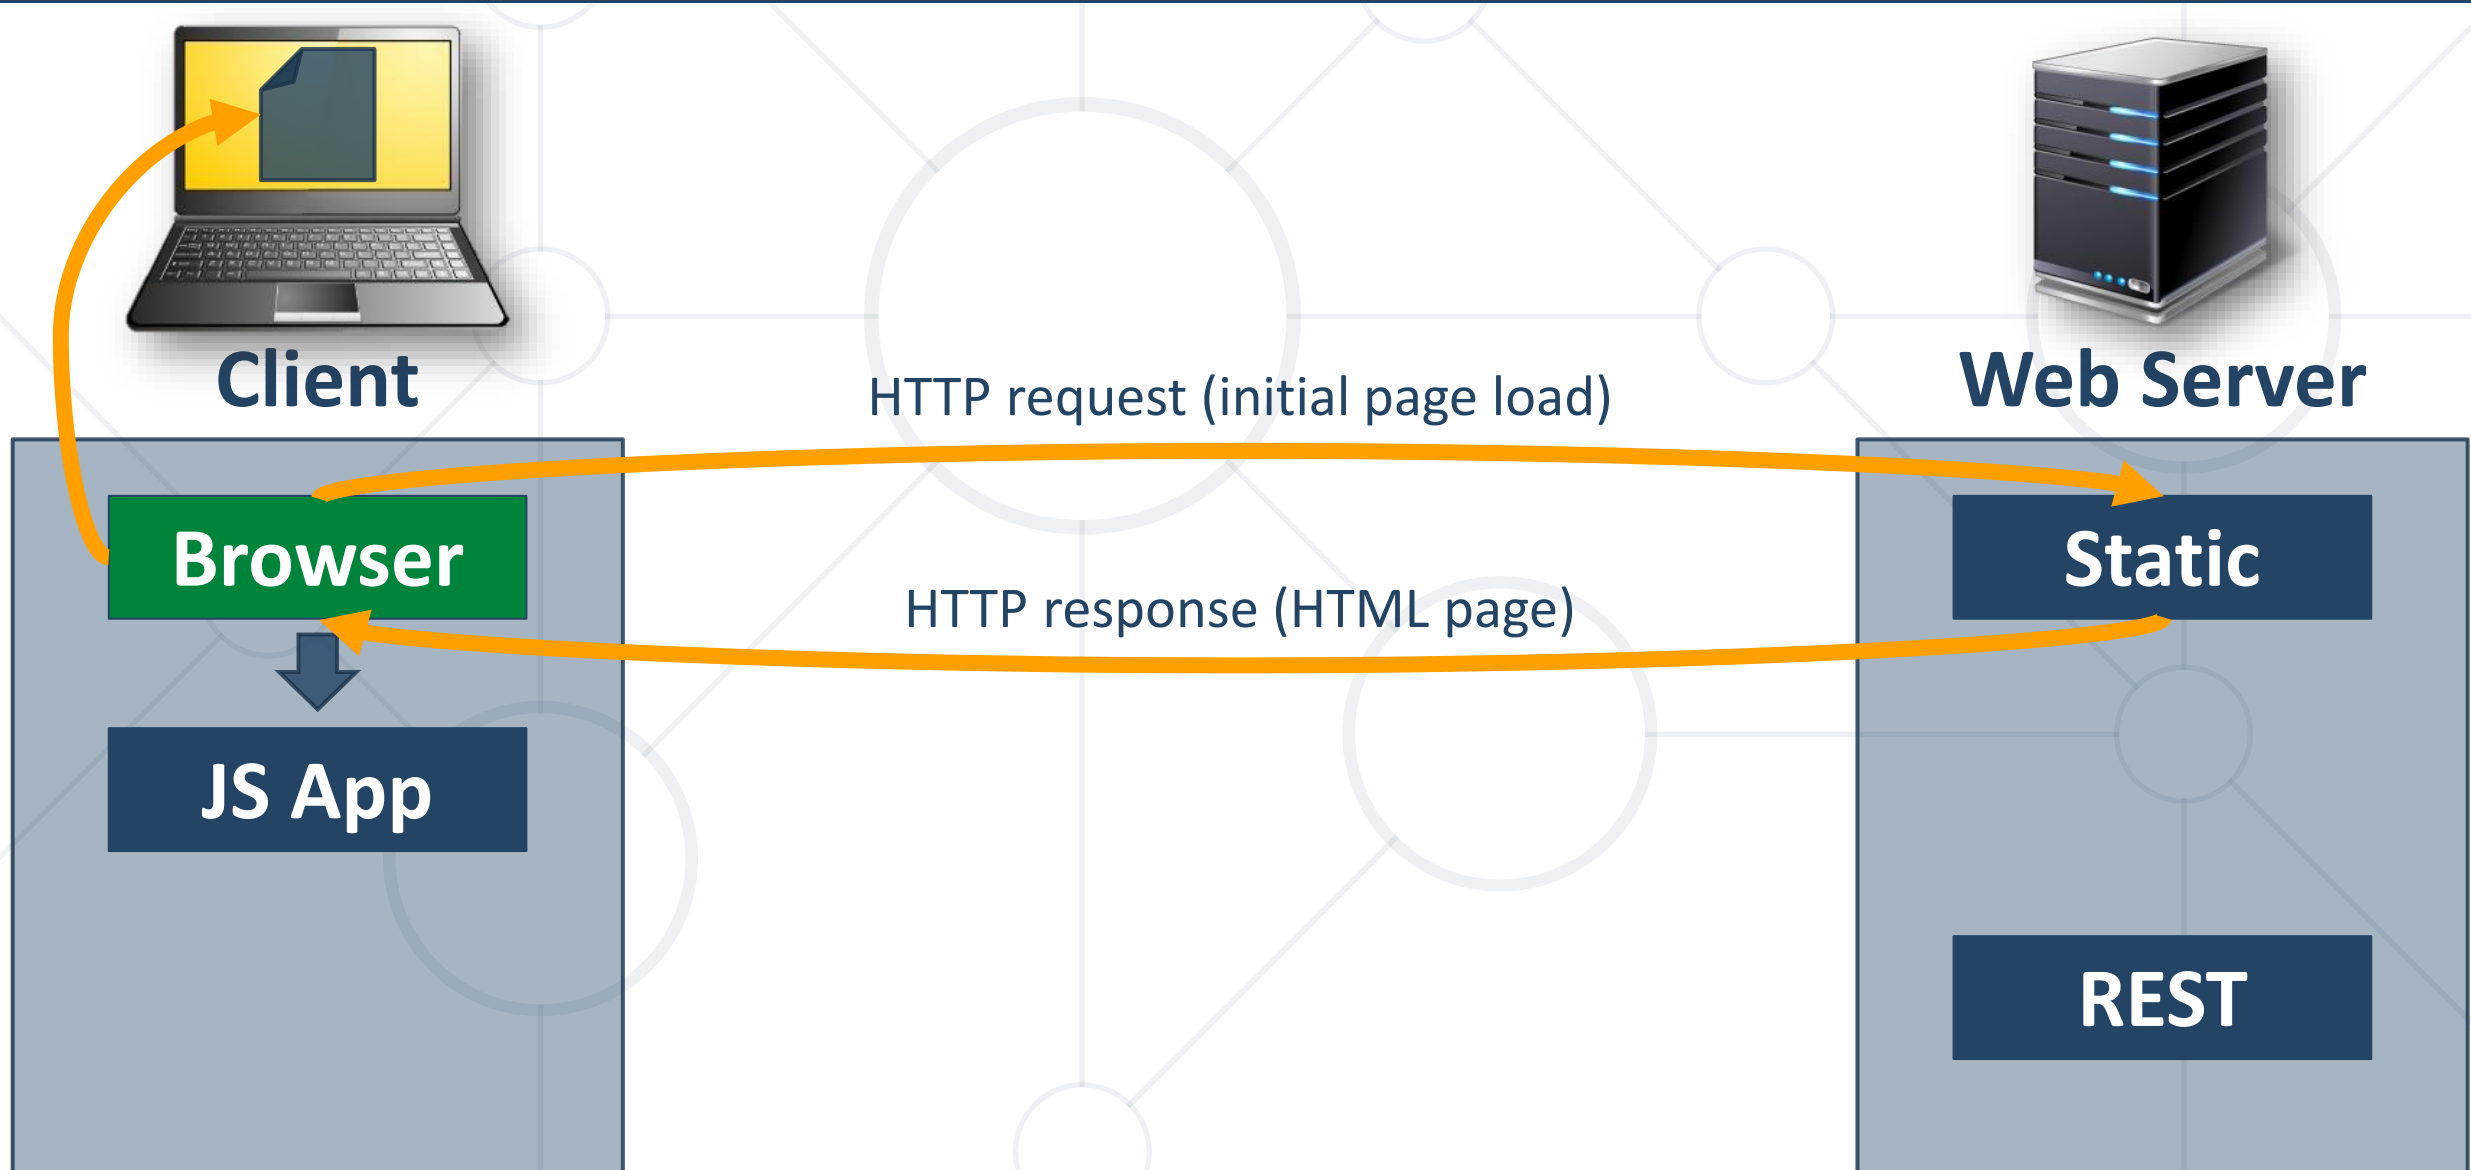 Client
Web Server
HTTP request (initial page load)
Browser
Static
HTTP response (HTML page)
JS App
REST